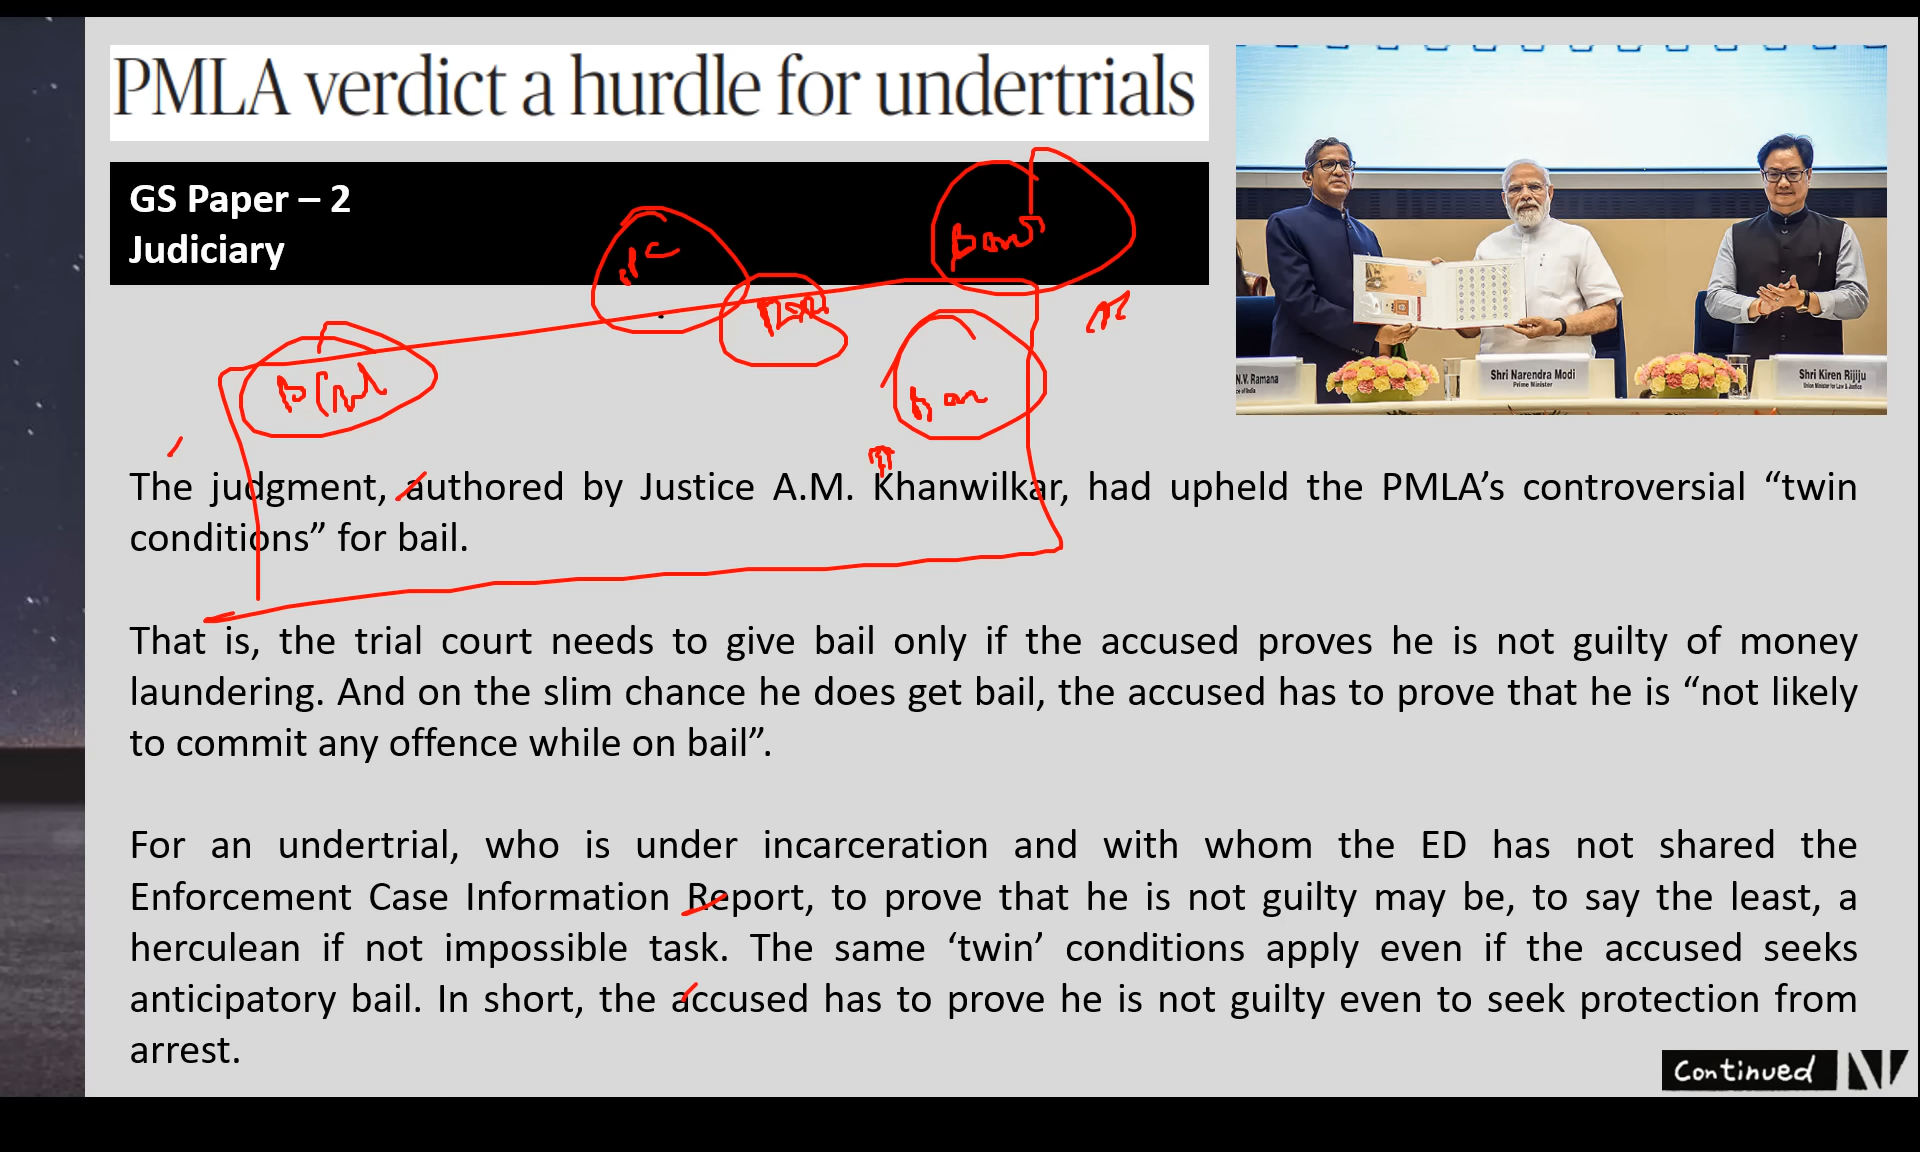 PMLA verdict a hurdle for undertrials
GS Paper – 2
Judiciary
N.V. Ramana
Shri Narendra Modi
Prime Minister
Shri Kiren Rijiju
Union Minister for Law & Justice
The judgment, authored by Justice A.M. Khanwilkar, had upheld the PMLA’s controversial “twin
conditions” for bail.
That is, the trial court needs to give bail only if the accused proves he is not guilty of money
laundering. And on the slim chance he does get bail, the accused has to prove that he is “not likely
to commit any offence while on bail”.
For an undertrial, who is under incarceration and with whom the ED has not shared the
Enforcement Case Information Report, to prove that he is not guilty may be, to say the least, a
herculean if not impossible task. The same ‘twin’ conditions apply even if the accused seeks
anticipatory bail. In short, the accused has to prove he is not guilty even to seek protection from
arrest.
Continued